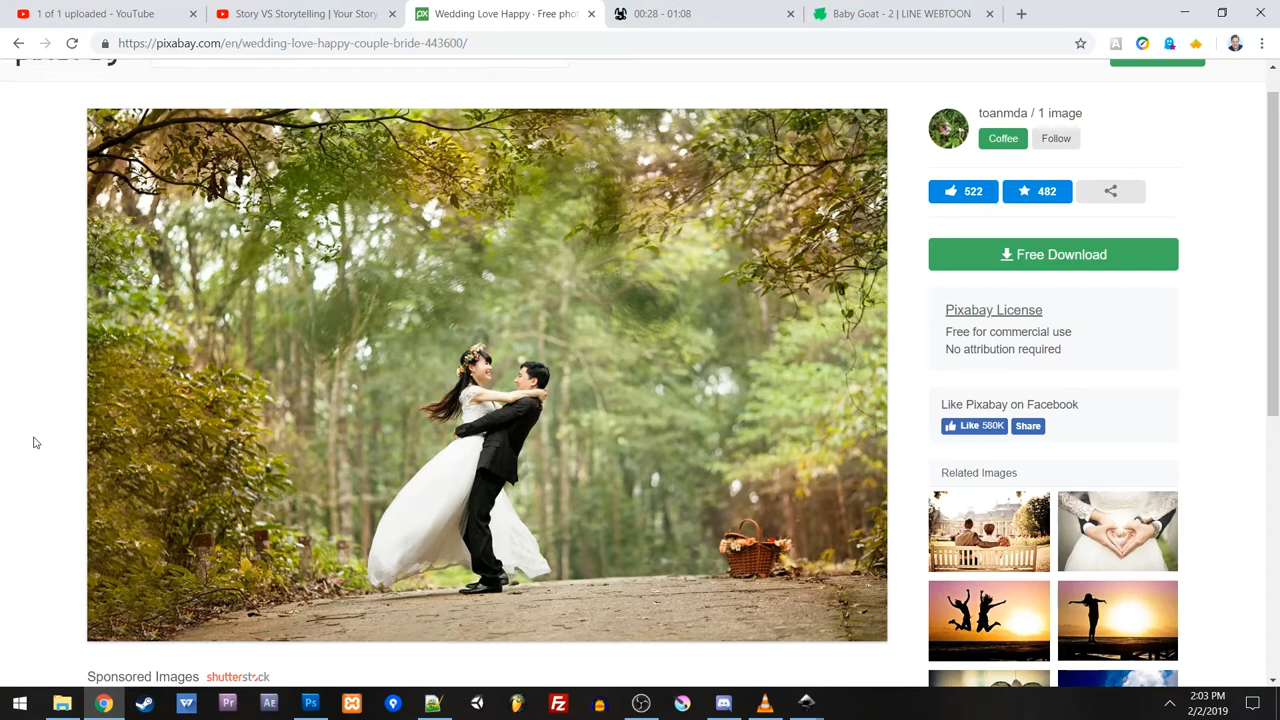 1 of 1 uploaded - YouTube
Story VS Storytelling | Your Story
Wedding Love Happy · Free phot
00:28 - 01:08
Baby Goat - 2 | LINE WEBTOON
https://pixabay.com/en/wedding-love-happy-couple-bride-443600/
toanmda / 1 image
Coffee
Follow
522
482
Free Download
Pixabay License
Free for commercial use
No attribution required
Like Pixabay on Facebook
Like 580K
Share
Related Images
Sponsored Images shutterstock
2:03 PM
2/2/2019